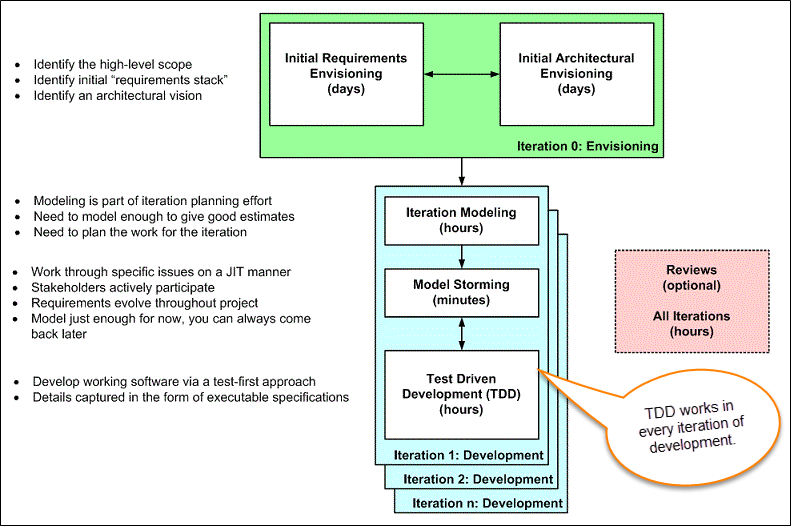 Identify the high-level scope
Identify initial “requirements stack”
Identify an architectural vision
Initial Requirements
Envisioning
(days)
Initial Architectural
Envisioning
(days)
Iteration 0: Envisioning
Modeling is part of iteration planning effort
Need to model enough to give good estimates
Need to plan the work for the iteration
Iteration Modeling
(hours)
Work through specific issues on a JIT manner
Stakeholders actively participate
Requirements evolve throughout project
Model just enough for now, you can always come
back later
Model Storming
(minutes)
Reviews
(optional)
All Iterations
(hours)
Develop working software via a test-first approach
Details captured in the form of executable specifications
Test Driven
Development (TDD)
(hours)
TDD works in
every iteration of
development.
Iteration 1: Development
Iteration 2: Development
Iteration n: Development